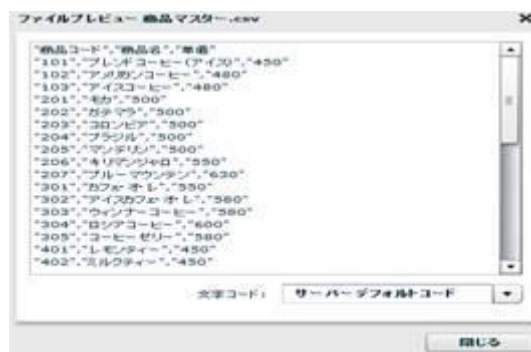 ファイルプレビュー 商品マスター.csv
"商品コード","商品名","単価"
"101","ブレンドコーヒー(アイス)","450"
"102","アメリカンコーヒー","480"
"103","アイスコーヒー","480"
"201","モカ","500"
"202","ガテマラ","500"
"203","コロンビア","500"
"204","ブラジル","500"
"205","マンデリン","500"
"206","キリマンジャロ","550"
"207","ブルーマウンテン","620"
"301","カフェ・オ・レ","550"
"302","アイスカフェ・オ・レ","580"
"303","ウィンナーコーヒー","580"
"304","ロシアコーヒー","600"
"305","コーヒーゼリー","580"
"401","レモンティー","450"
"402","ミルクティー","450"
文字コード: サーバーデフォルトコード
閉じる